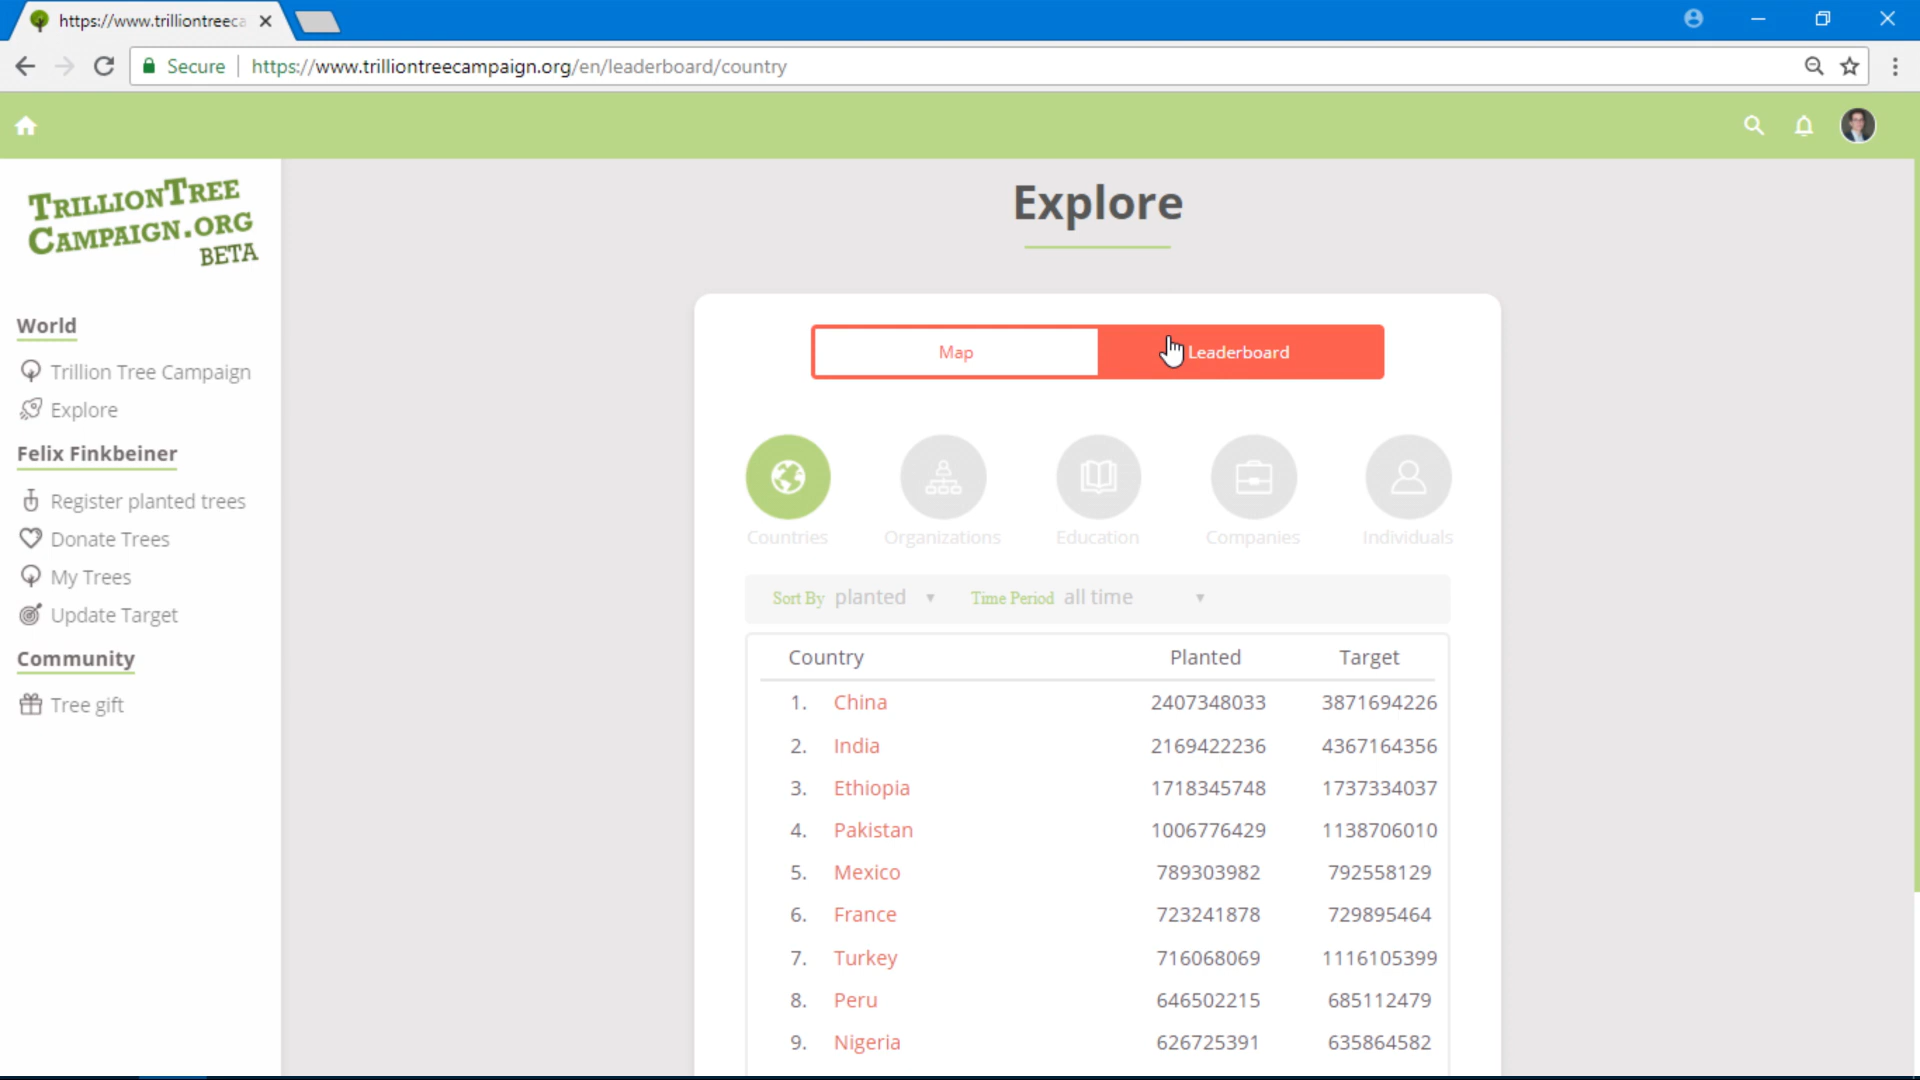 https://www.trilliontreeca
Secure https://www.trilliontreecampaign.org/en/leaderboard/country
TRILLIONTREE
CAMPAIGN.ORG
BETA
World
Trillion Tree Campaign
Explore
Felix Finkbeiner
Register planted trees
Donate Trees
My Trees
Update Target
Community
Tree gift
Explore
Map Leaderboard
Countries Organizations Education Companies Individuals
Sort By planted Time Period all time
Country Planted Target
1. China 2407348033 3871694226
2. India 2169422236 4367164356
3. Ethiopia 1718345748 1737334037
4. Pakistan 1006776429 1138706010
5. Mexico 789303982 792558129
6. France 723241878 729895464
7. Turkey 716068069 1116105399
8. Peru 646502215 685112479
9. Nigeria 626725391 635864582